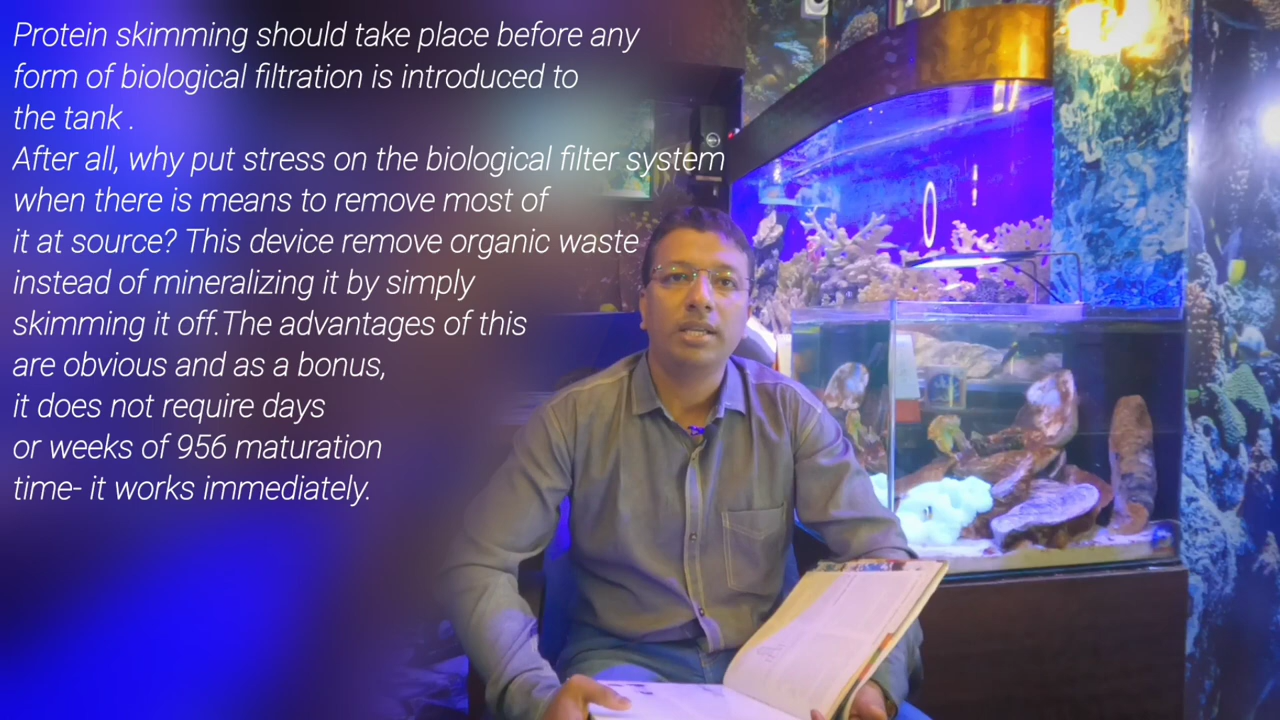 Protein skimming should take place before any
form of biological filtration is introduced to
the tank .
After all, why put stress on the biological filter system
when there is means to remove most of
it at source? This device remove organic waste
instead of mineralizing it by simply
skimming it off.The advantages of this
are obvious and as a bonus,
it does not require days
or weeks of 956 maturation
time- it works immediately.